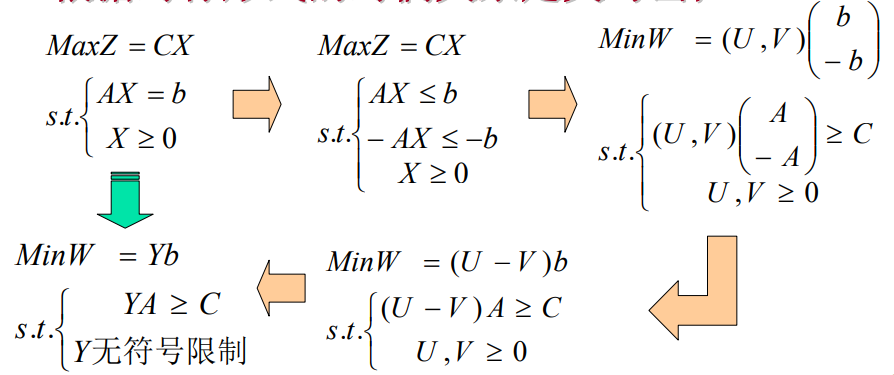 MaxZ = CX
s.t. { AX = b
X ≥ 0
MaxZ = CX
s.t. { AX ≤ b
− AX ≤ −b
X ≥ 0
MinW = (U ,V ) ( b
− b )
s.t. { (U ,V ) ( A
− A ) ≥ C
U ,V ≥ 0
MinW = Yb
s.t. { YA ≥ C
Y无符号限制
MinW = (U − V )b
s.t. { (U − V ) A ≥ C
U ,V ≥ 0